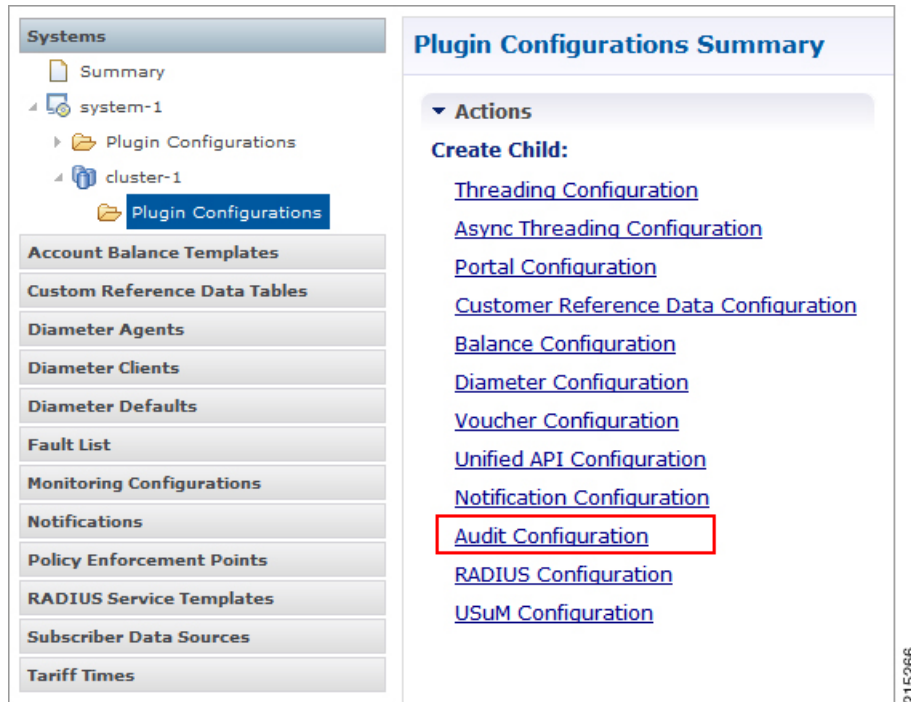 Systems
Summary
system-1
Plugin Configurations
cluster-1
Plugin Configurations
Account Balance Templates
Custom Reference Data Tables
Diameter Agents
Diameter Clients
Diameter Defaults
Fault List
Monitoring Configurations
Notifications
Policy Enforcement Points
RADIUS Service Templates
Subscriber Data Sources
Tariff Times
Plugin Configurations Summary
Actions
Create Child:
Threading Configuration
Async Threading Configuration
Portal Configuration
Customer Reference Data Configuration
Balance Configuration
Diameter Configuration
Voucher Configuration
Unified API Configuration
Notification Configuration
Audit Configuration
RADIUS Configuration
USuM Configuration